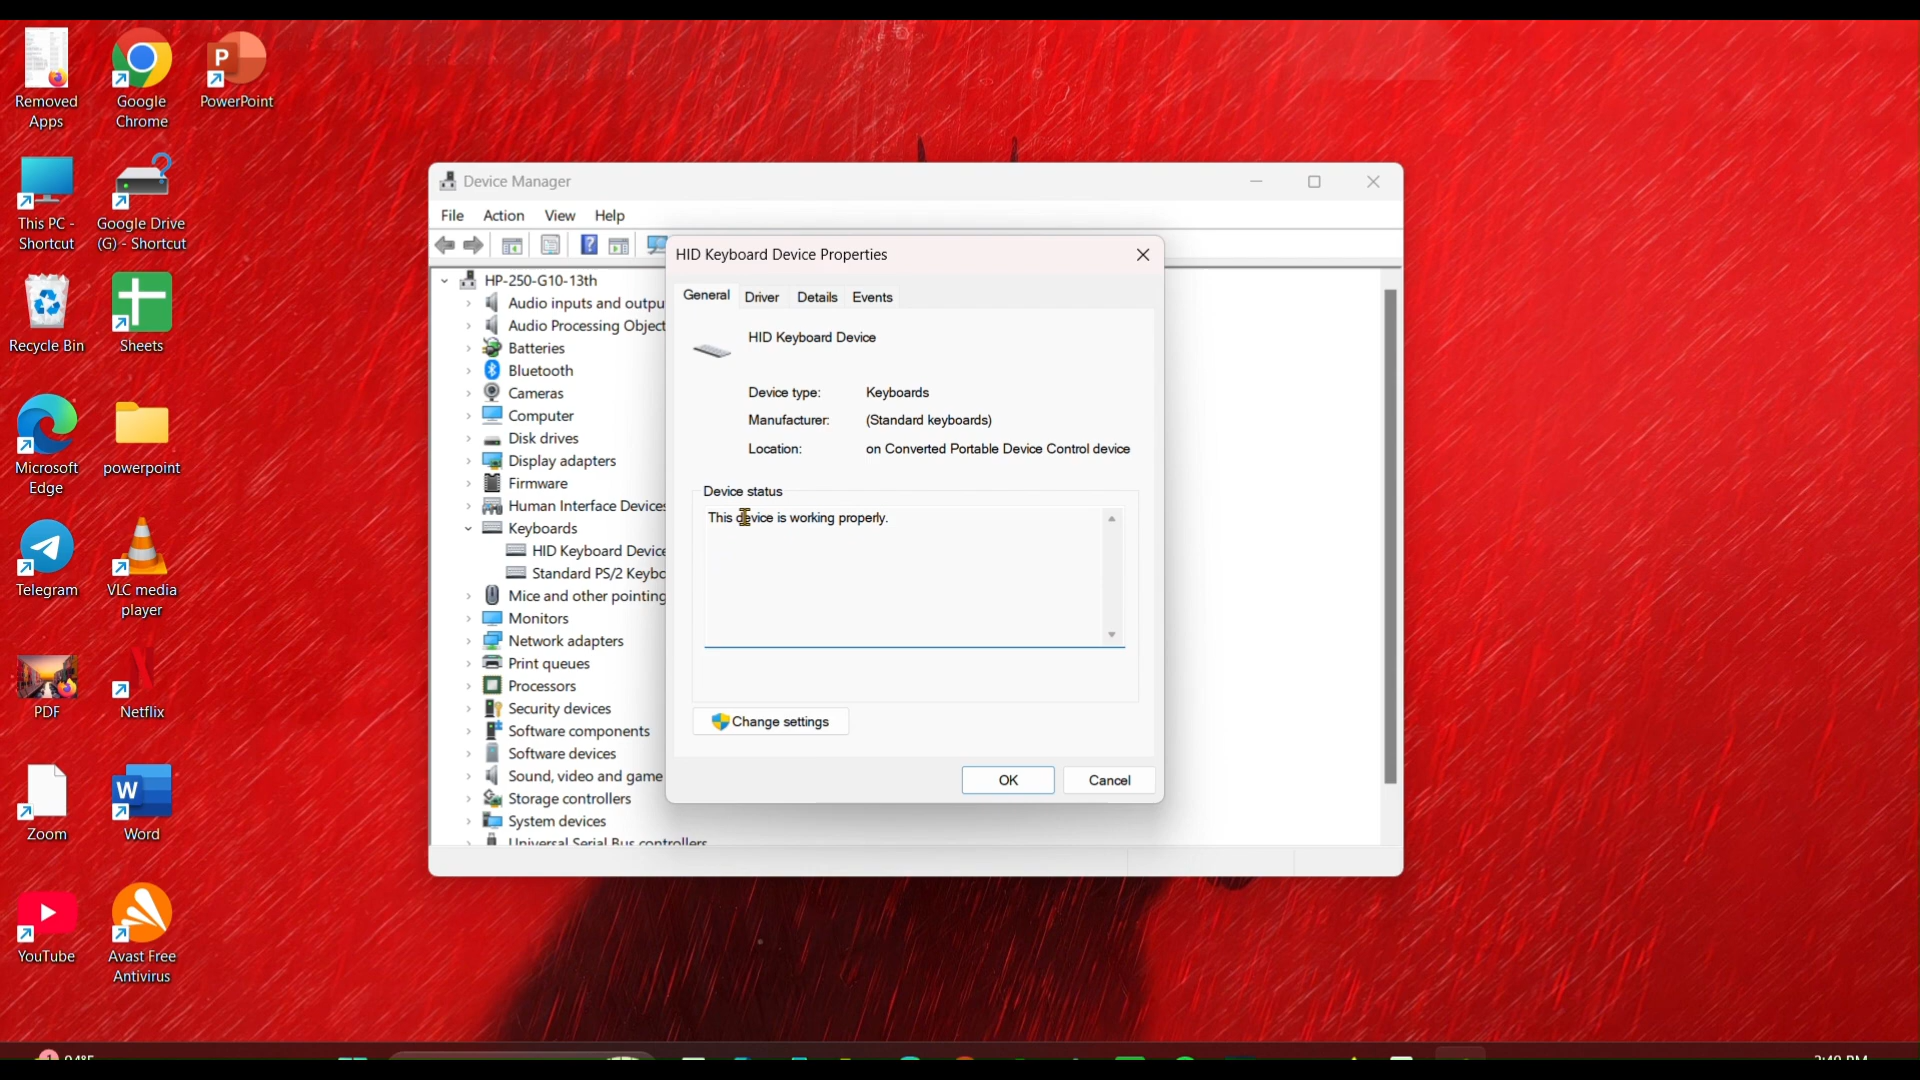 Removed
Apps
Google
Chrome
PowerPoint
This PC -
Shortcut
Google Drive
(G) - Shortcut
Recycle Bin
Sheets
Microsoft
Edge
powerpoint
Telegram
VLC media
player
PDF
Netflix
Zoom
Word
YouTube
Avast Free
Antivirus
Device Manager
File Action View Help
HP-250-G10-13th
Audio inputs and outpu
Audio Processing Object
Batteries
Bluetooth
Cameras
Computer
Disk drives
Display adapters
Firmware
Human Interface Devices
Keyboards
HID Keyboard Device
Standard PS/2 Keybo
Mice and other pointing
Monitors
Network adapters
Print queues
Processors
Security devices
Software components
Software devices
Sound, video and game
Storage controllers
System devices
Universal Serial Bus controllers
HID Keyboard Device Properties
General Driver Details Events
HID Keyboard Device
Device type: Keyboards
Manufacturer: (Standard keyboards)
Location: on Converted Portable Device Control device
Device status
This device is working properly.
Change settings
OK Cancel